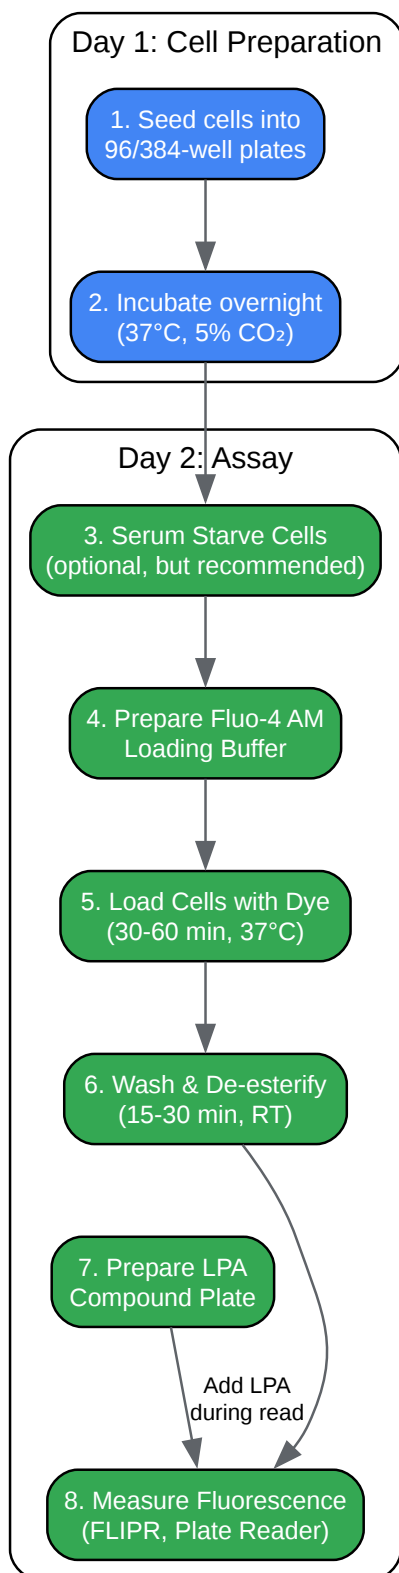 Day 1: Cell Preparation
1. Seed cells into
96/384-well plates
2. Incubate overnight
(37°C, 5% CO₂)
Day 2: Assay
3. Serum Starve Cells
(optional, but recommended)
4. Prepare Fluo-4 AM
Loading Buffer
5. Load Cells with Dye
(30-60 min, 37°C)
6. Wash & De-esterify
(15-30 min, RT)
7. Prepare LPA
Compound Plate
Add LPA
during read
8. Measure Fluorescence
(FLIPR, Plate Reader)